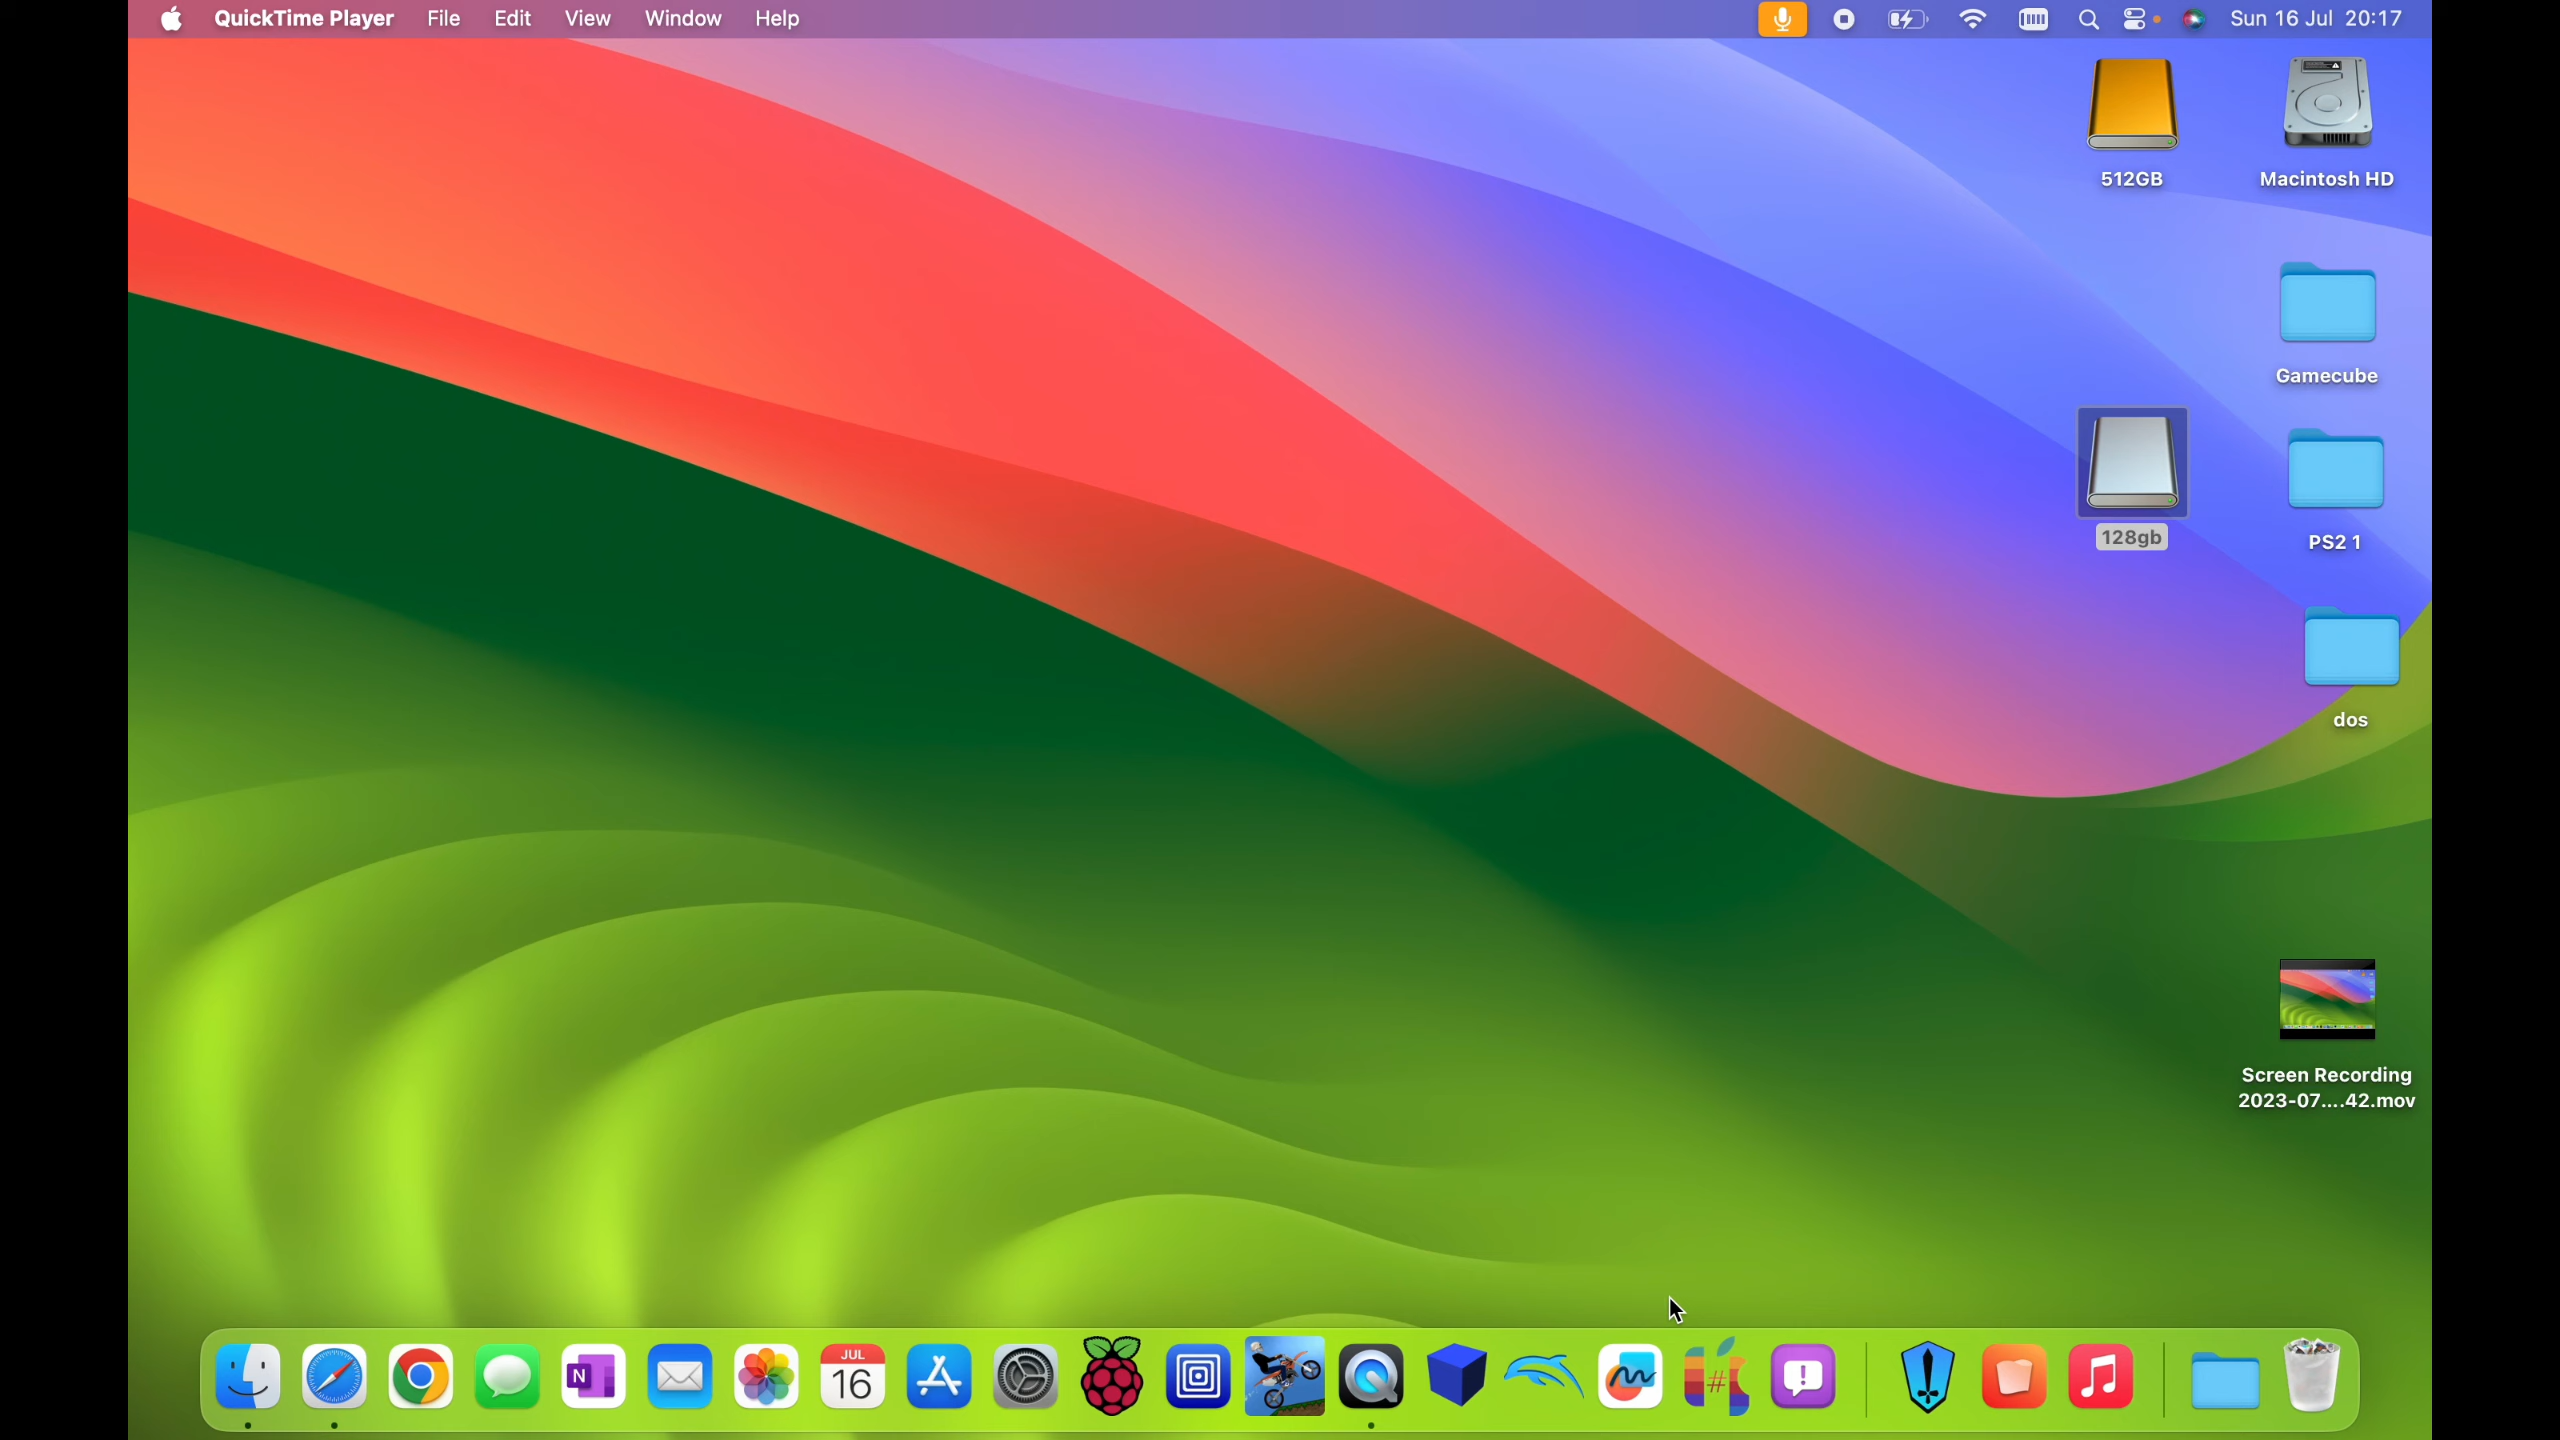 QuickTime Player File Edit View Window Help Sun 16 Jul 20:17
512GB
Macintosh HD
Gamecube
128gb
PS2 1
dos
Screen Recording
2023-07....42.mov
N
JUL
16
#
!